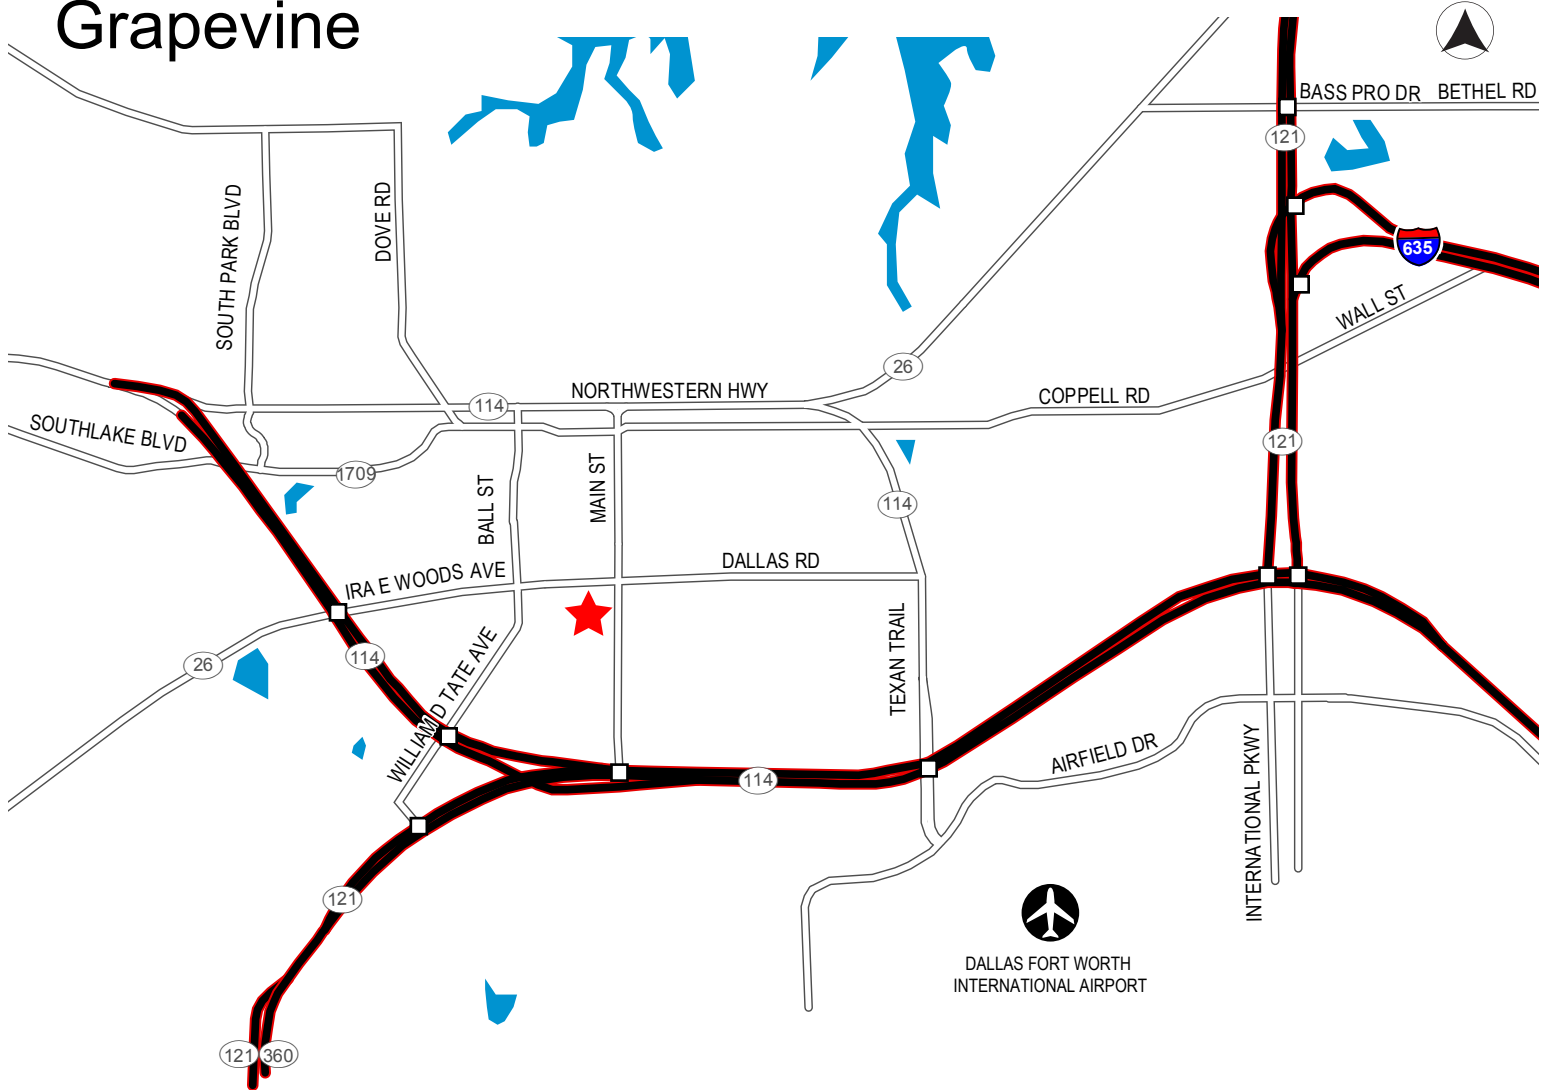 Grapevine
BASS PRO DR
BETHEL RD
121
SOUTH PARK BLVD
DOVE RD
635
WALL ST
26
NORTHWESTERN HWY
COPPELL RD
114
SOUTHLAKE BLVD
121
1709
BALL ST
MAIN ST
114
DALLAS RD
IRA E WOODS AVE
TEXAN TRAIL
26
114
WILLIAM D TATE AVE
AIRFIELD DR
INTERNATIONAL PKWY
114
121
DALLAS FORT WORTH
INTERNATIONAL AIRPORT
121
360